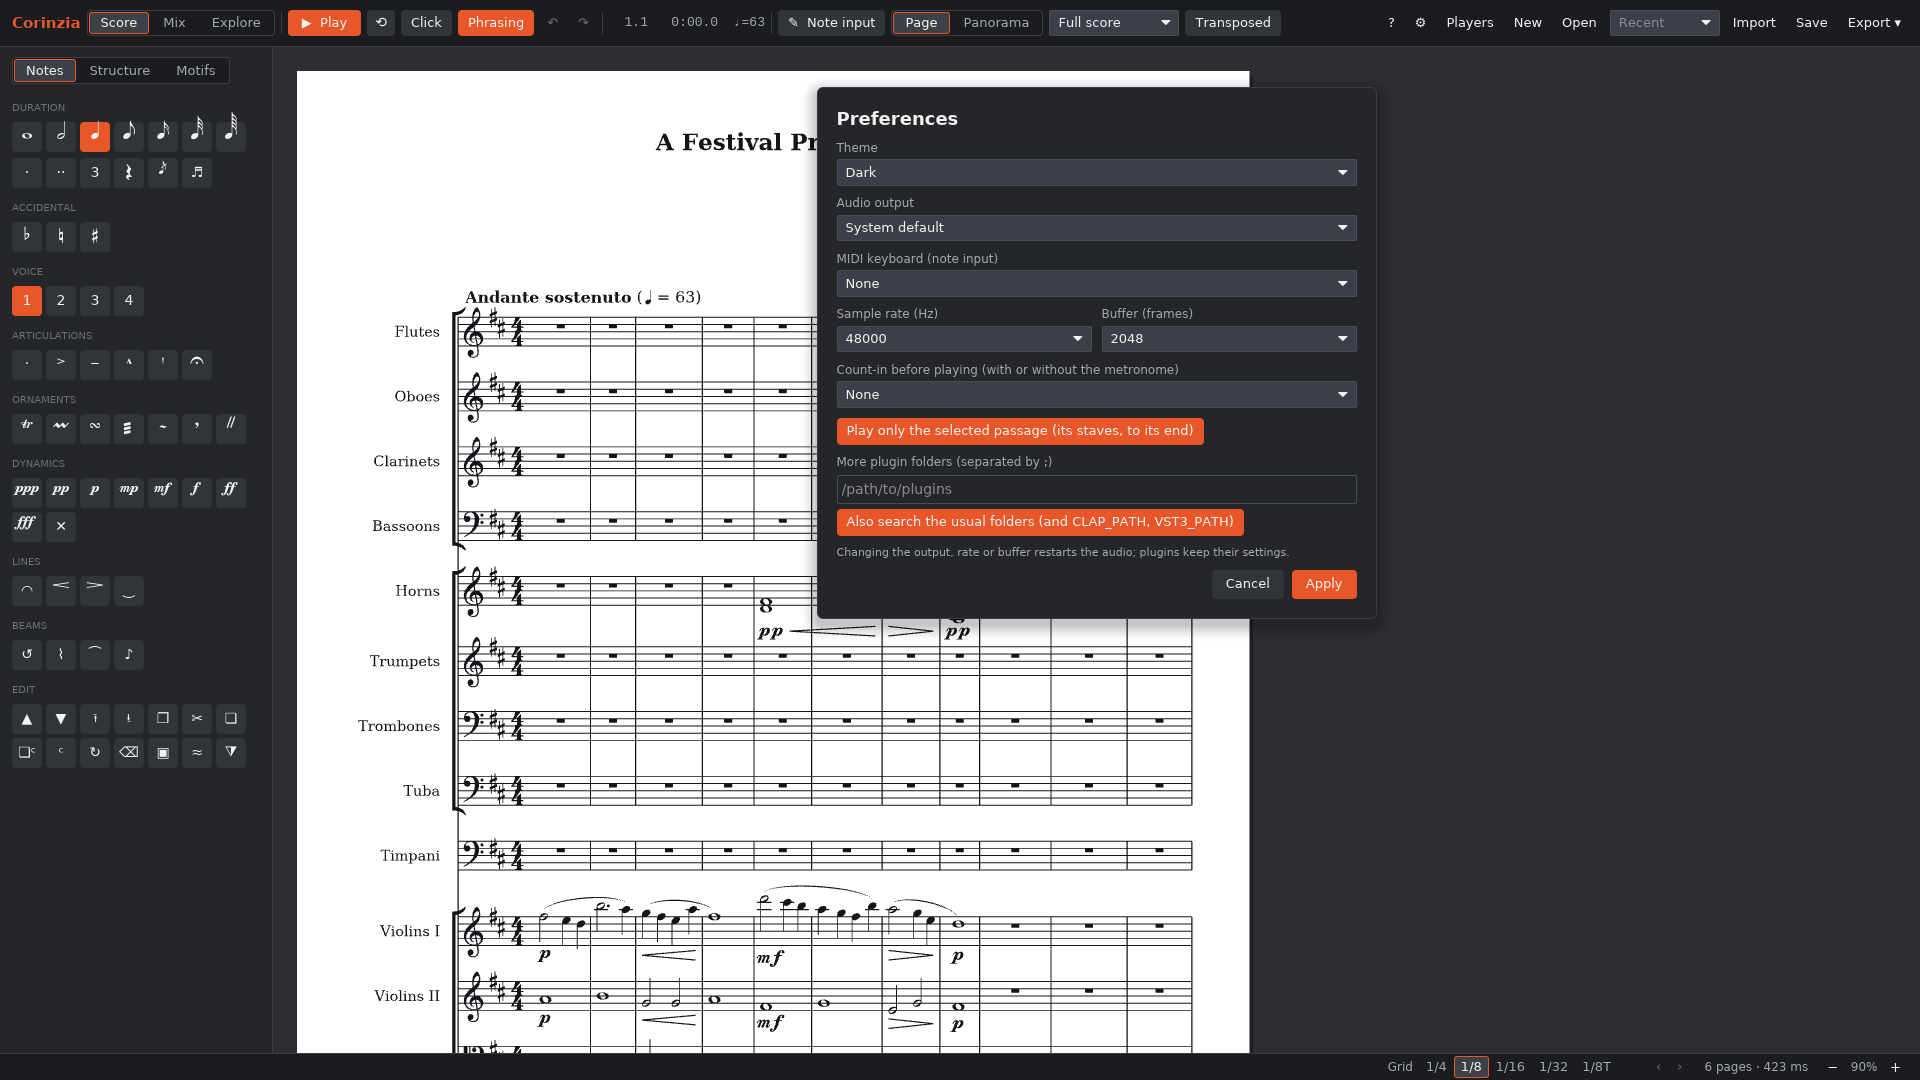 Corinzia Score Mix Explore ▶ Play ⟲ Click Phrasing ↶ ↷ 1.1 0:00.0 ♩=63 ✎ Note input Page Panorama Full score Transposed ? ⚙ Players New Open Recent Import Save Export ▾
Notes Structure Motifs
DURATION
3
ACCIDENTAL
VOICE
1 2 3 4
ARTICULATIONS
ORNAMENTS
tr
DYNAMICS
ppp pp p mp mf f ff
fff ×
LINES
BEAMS
EDIT
A Festival Pr
Andante sostenuto (♩ = 63)
Flutes
Oboes
Clarinets
Bassoons
Horns
pp pp
Trumpets
Trombones
Tuba
Timpani
Violins I
p mf p
Violins II
p mf p
Preferences
Theme
Dark
Audio output
System default
MIDI keyboard (note input)
None
Sample rate (Hz) Buffer (frames)
48000 2048
Count-in before playing (with or without the metronome)
None
Play only the selected passage (its staves, to its end)
More plugin folders (separated by ;)
/path/to/plugins
Also search the usual folders (and CLAP_PATH, VST3_PATH)
Changing the output, rate or buffer restarts the audio; plugins keep their settings.
Cancel Apply
Grid 1/4 1/8 1/16 1/32 1/8T ‹ › 6 pages · 423 ms − 90% +